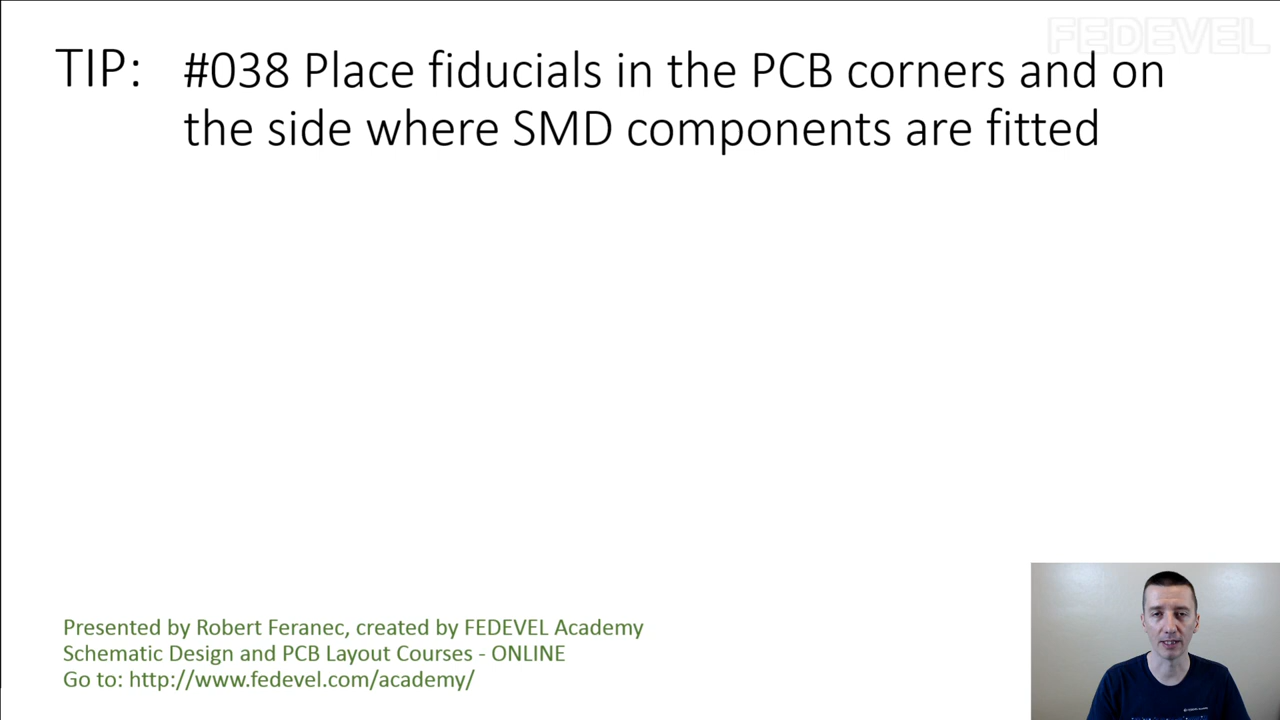 FEDEVEL
TIP: #038 Place fiducials in the PCB corners and on
the side where SMD components are fitted
Presented by Robert Feranec, created by FEDEVEL Academy
Schematic Design and PCB Layout Courses - ONLINE
Go to: http://www.fedevel.com/academy/